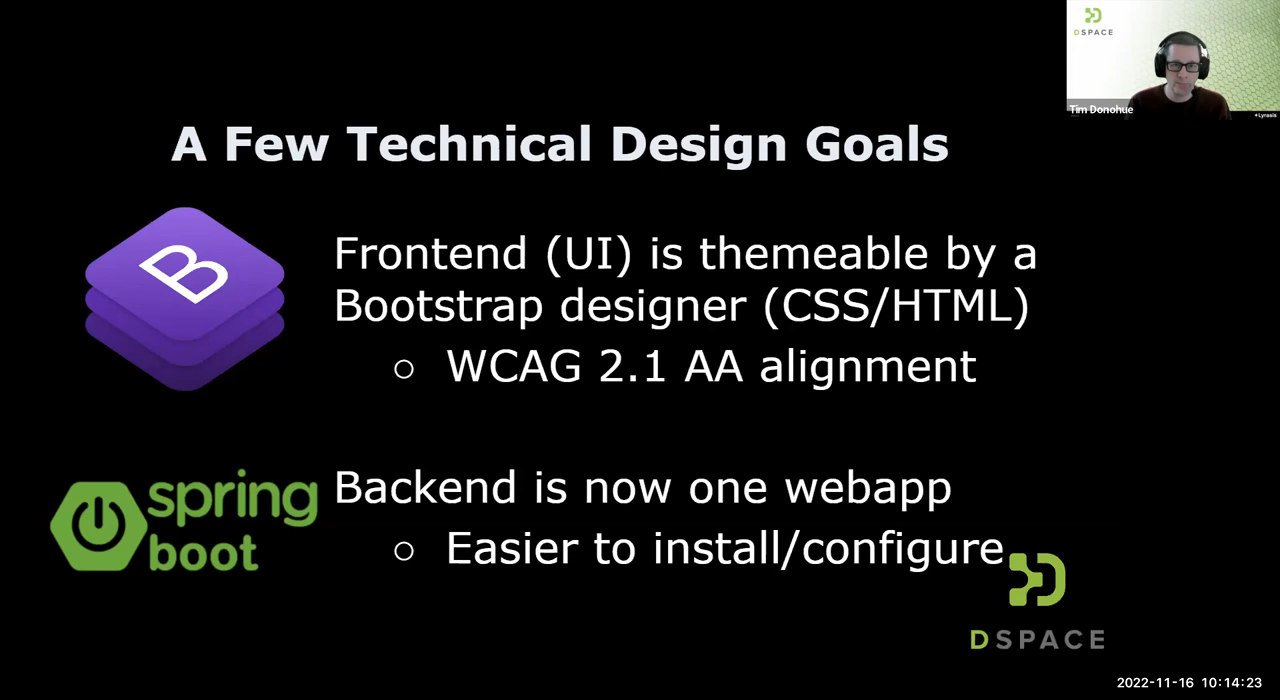 DSPACE
Tim Donohue
Lyrasis
A Few Technical Design Goals
B
Frontend (UI) is themeable by a
Bootstrap designer (CSS/HTML)
○ WCAG 2.1 AA alignment
spring
boot
Backend is now one webapp
○ Easier to install/configure
DSPACE
2022-11-16 10:14:23